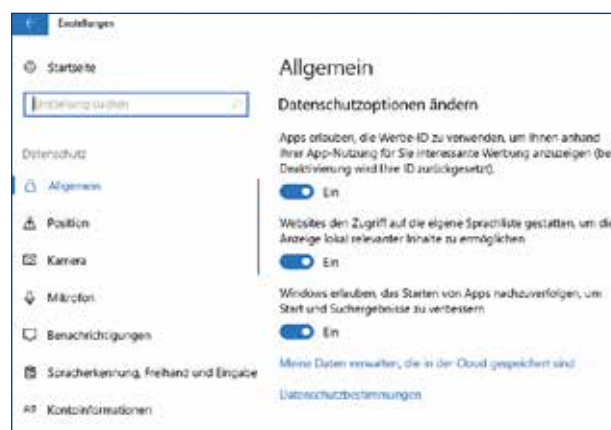 Einstellungen
Startseite
Einstellung suchen
Datenschutz
Allgemein
Position
Kamera
Mikrofon
Benachrichtigungen
Spracherkennung, Freihand und Eingabe
Kontoinformationen
Allgemein
Datenschutzoptionen ändern
Apps erlauben, die Werbe-ID zu verwenden, um Ihnen anhand
Ihrer App-Nutzung für Sie interessante Werbung anzuzeigen (be
Deaktivierung wird Ihre ID zurückgesetzt).
Ein
Websites den Zugriff auf die eigene Sprachliste gestatten, um die
Anzeige lokal relevanter Inhalte zu ermöglichen
Ein
Windows erlauben, das Starten von Apps nachzuverfolgen, um
Start und Suchergebnisse zu verbessern
Ein
Meine Daten verwalten, die in der Cloud gespeichert sind
Datenschutzbestimmungen